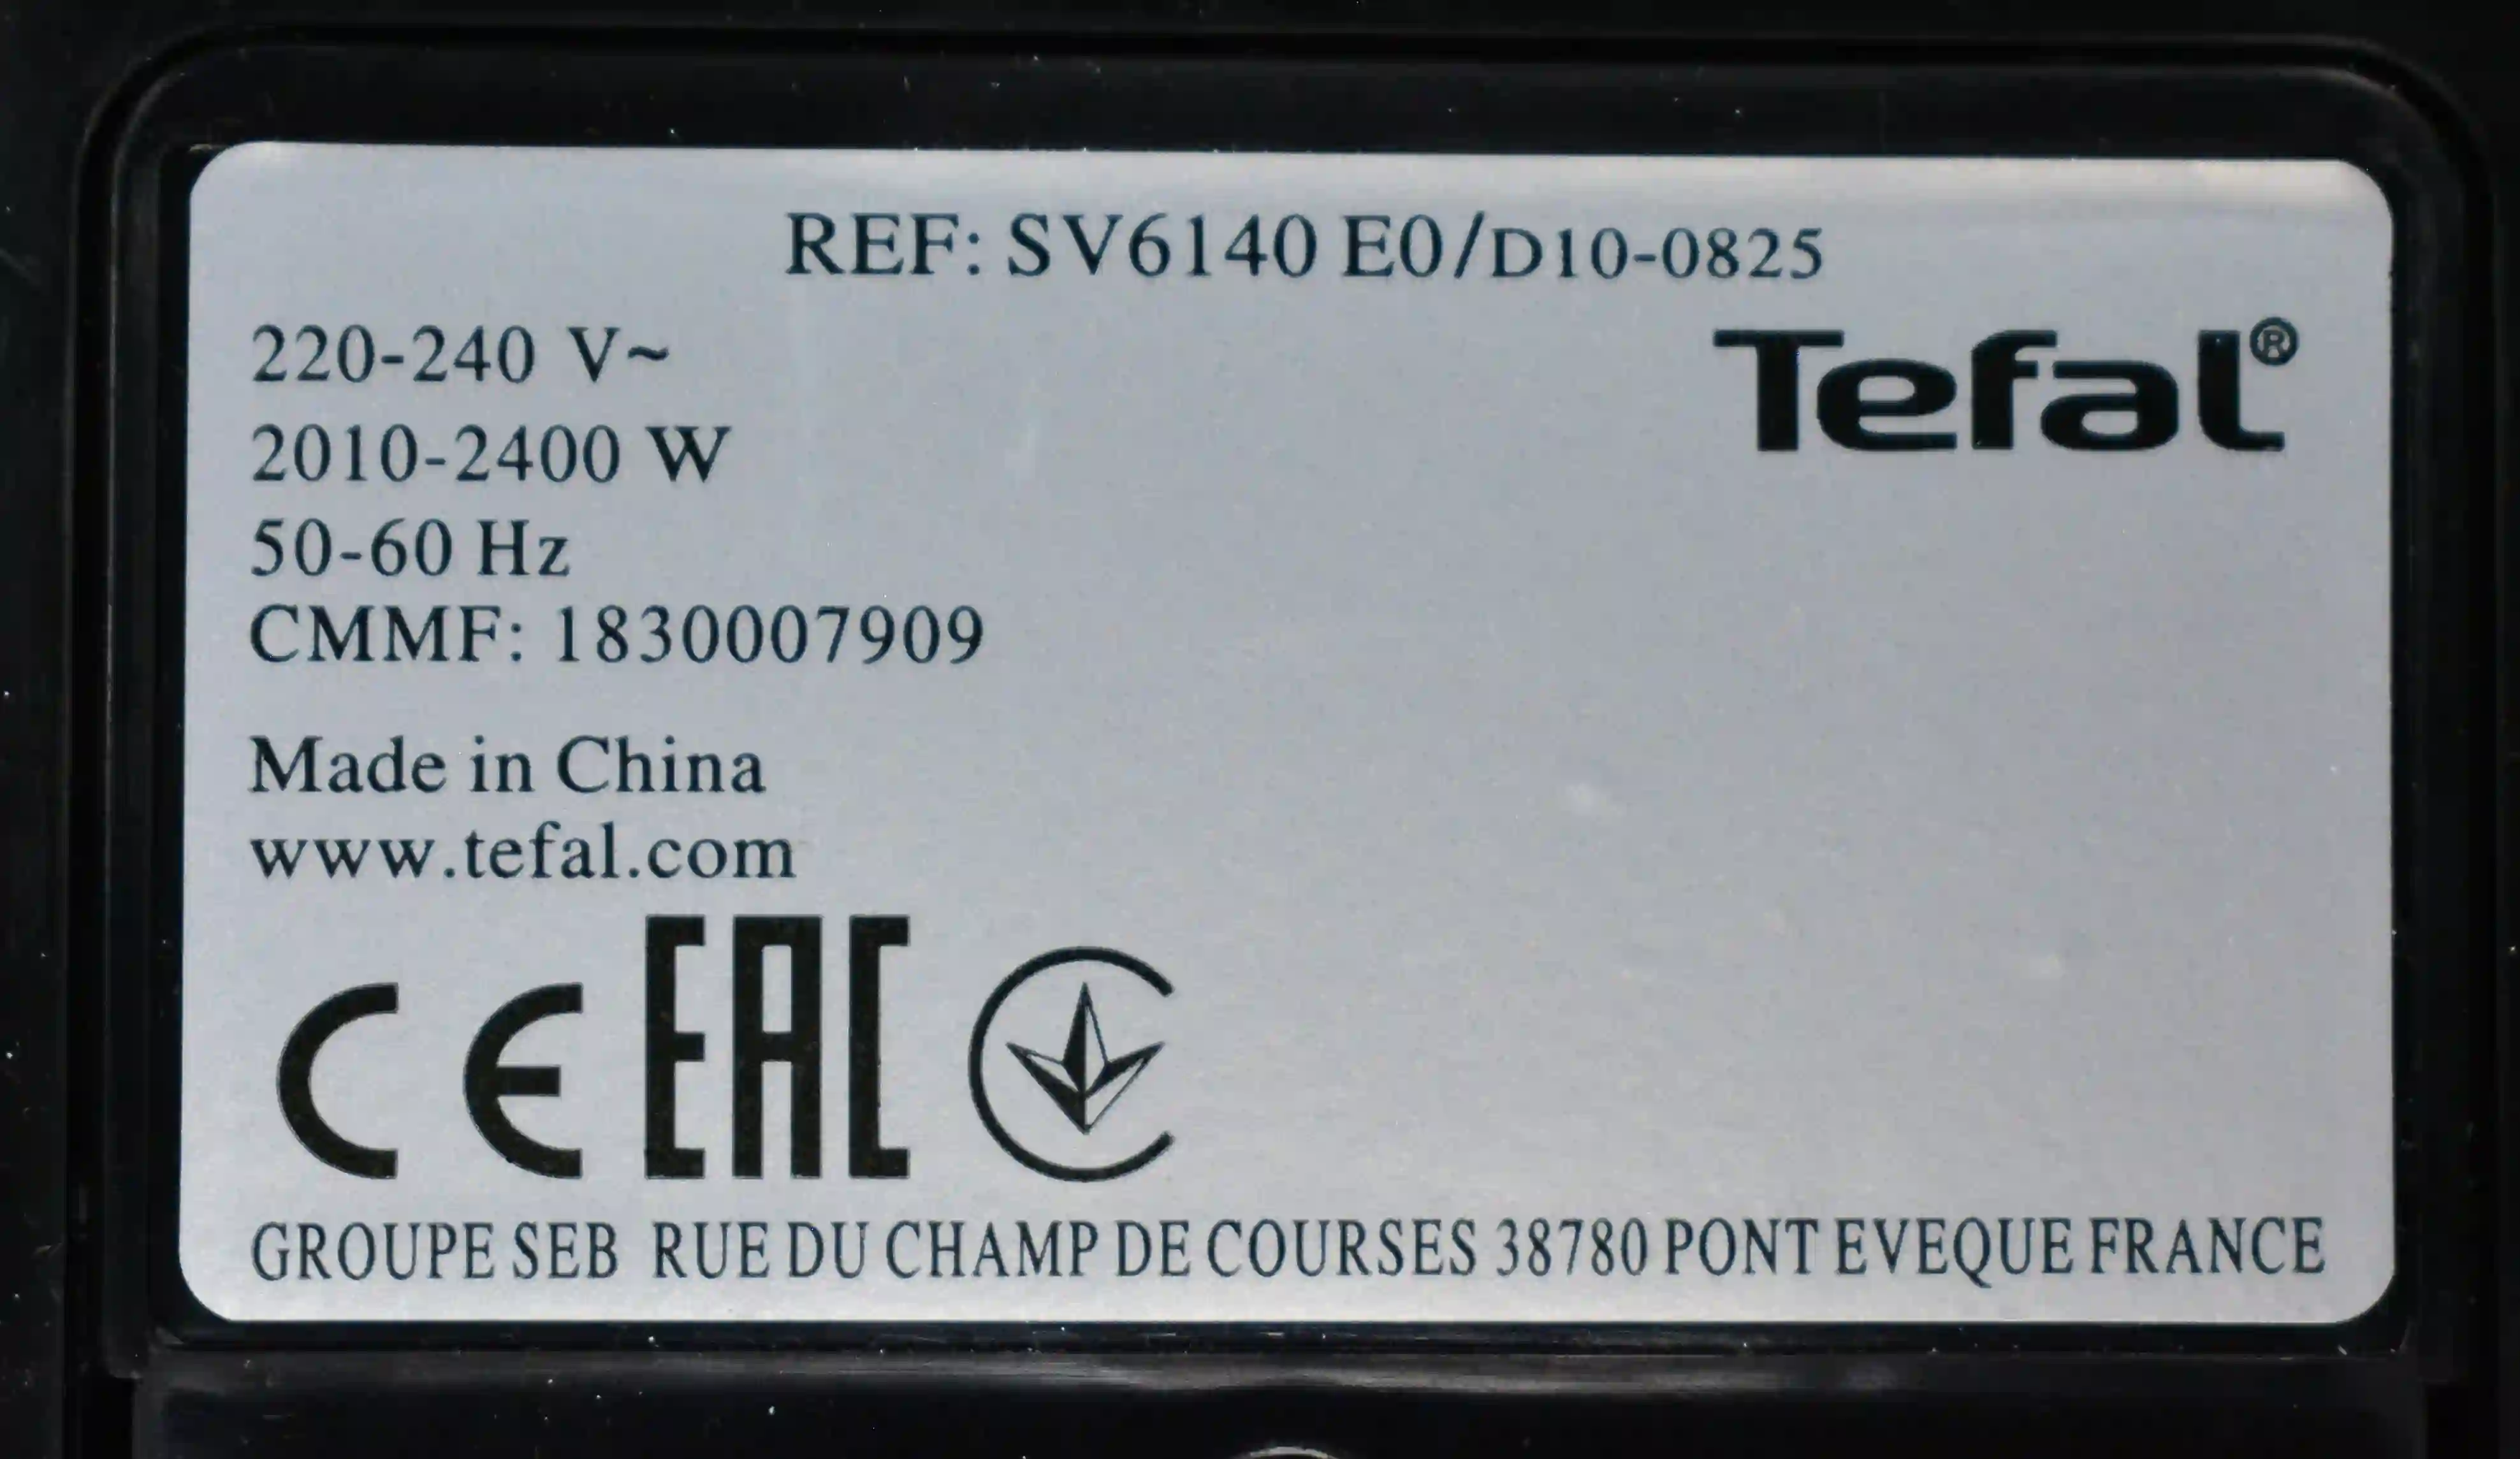 REF: SV6140 E0/D10-0825
220-240 V~
Tefal®
2010-2400 W
50-60 Hz
CMMF: 1830007909
Made in China
www.tefal.com
CE EAC
GROUPE SEB RUE DU CHAMP DE COURSES 38780 PONT EVEQUE FRANCE